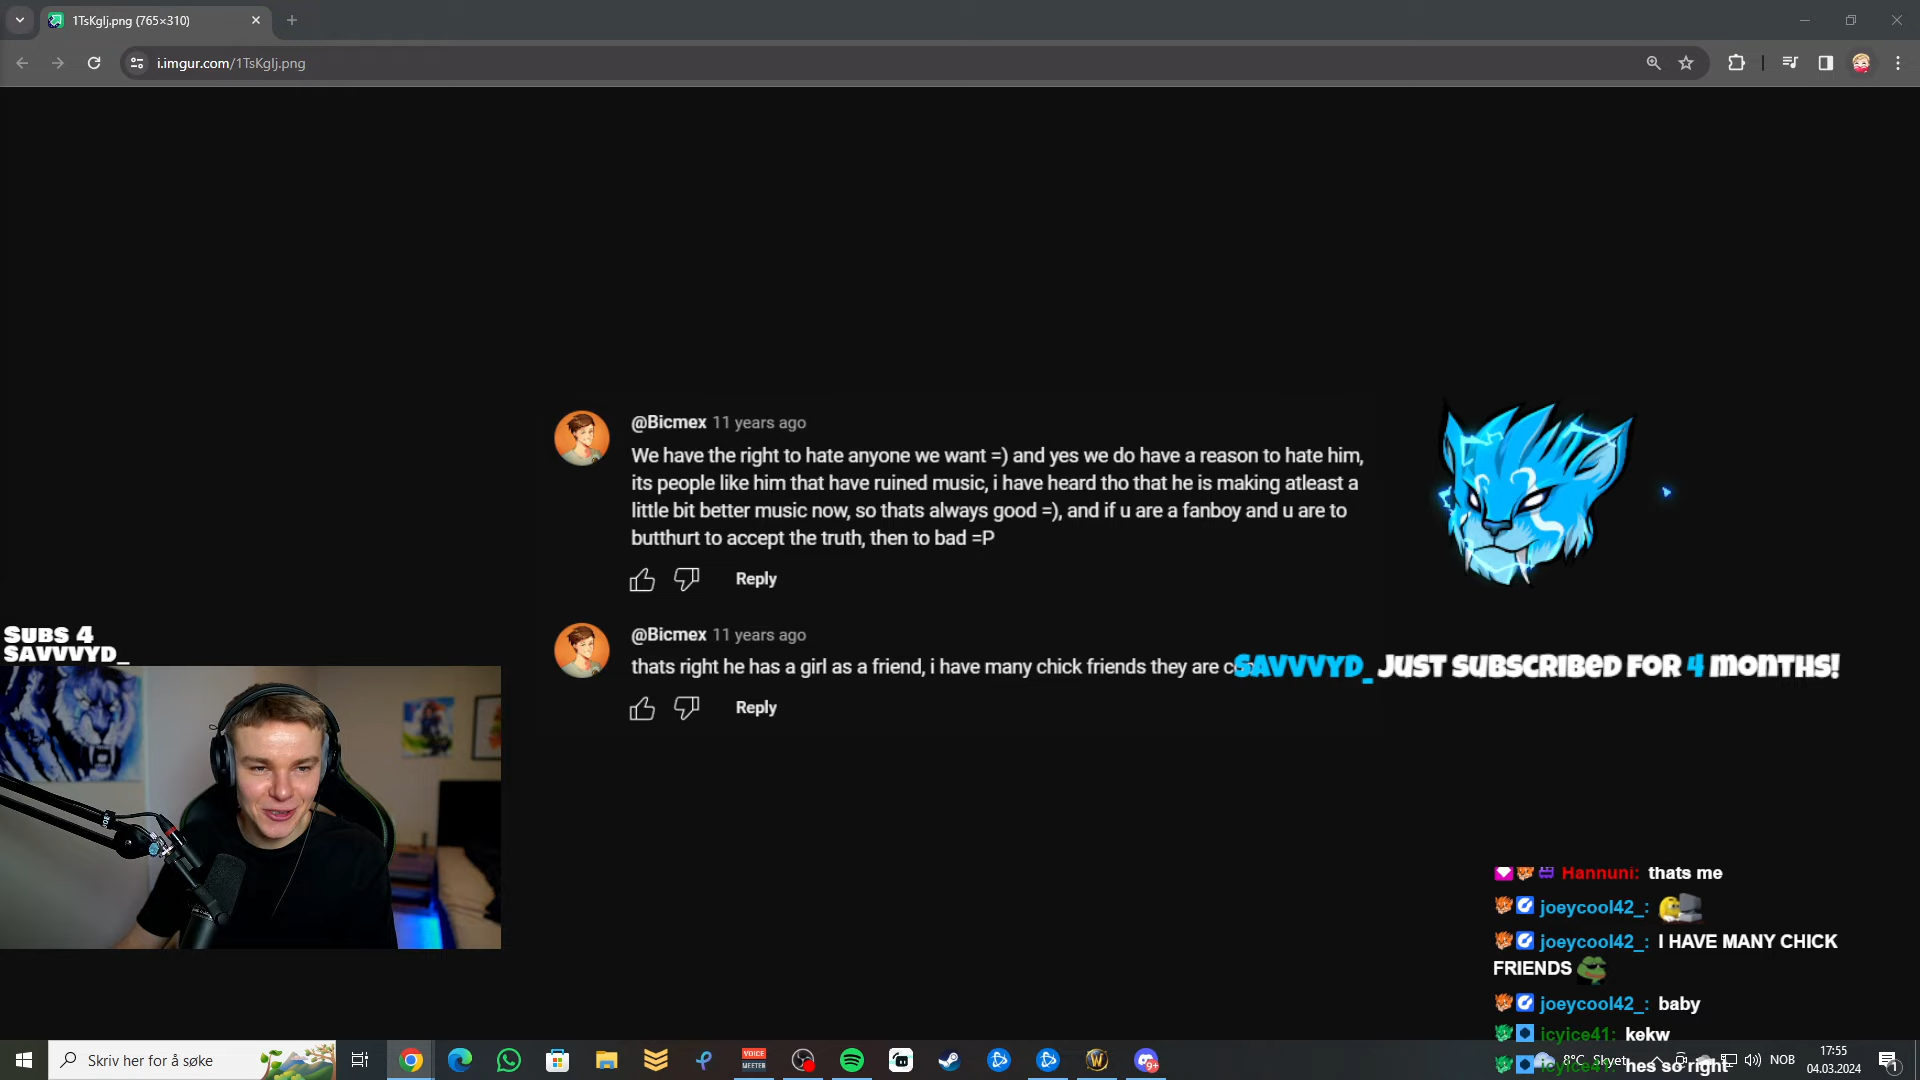 1TsKglj.png (765×310)
i.imgur.com/1TsKglj.png
@Bicmex 11 years ago
We have the right to hate anyone we want =) and yes we do have a reason to hate him,
its people like him that have ruined music, i have heard tho that he is making atleast a
little bit better music now, so thats always good =), and if u are a fanboy and u are to
butthurt to accept the truth, then to bad =P
Reply
@Bicmex 11 years ago
thats right he has a girl as a friend, i have many chick friends they are
Reply
SAVVVYD_ JUST SUBSCRIBED FOR 4 MONTHS!
SUBS 4
SAVVVYD_
Hannuni: thats me
joeycool42_:
joeycool42_: I HAVE MANY CHICK
FRIENDS
joeycool42_: baby
icyice41: kekw
icyice41: hes so right
Skriv her for å søke
VOICE
MEETER
9+
8°C Skyet
NOB
17:55
04.03.2024
1